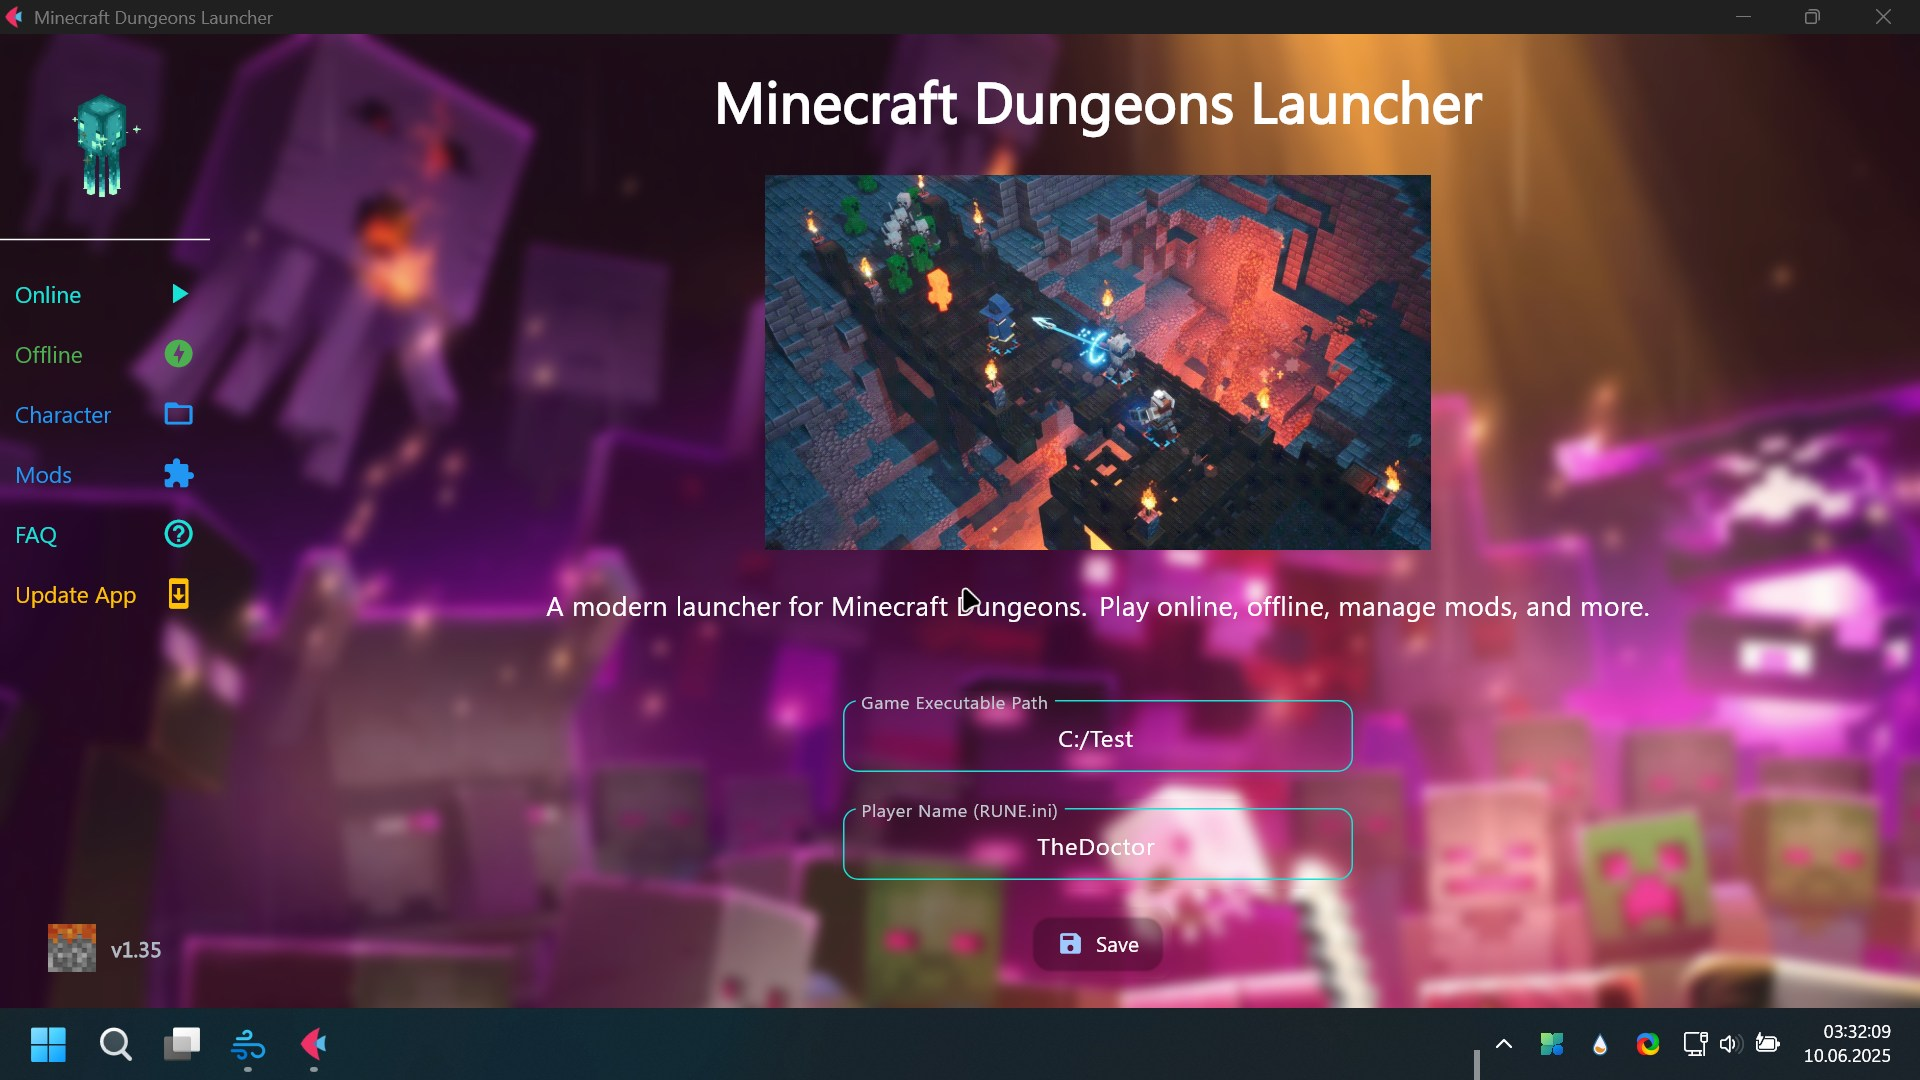 Minecraft Dungeons Launcher
Minecraft Dungeons Launcher
Online
Offline
Character
Mods
FAQ
Update App
A modern launcher for Minecraft Dungeons. Play online, offline, manage mods, and more.
Game Executable Path
C:/Test
Player Name (RUNE.ini)
TheDoctor
Save
v1.35
03:32:09
10.06.2025